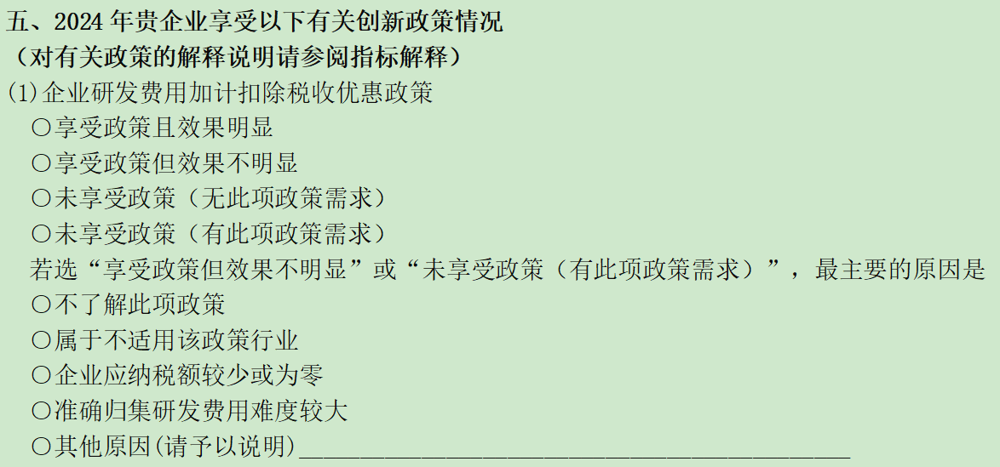 五、2024 年贵企业享受以下有关创新政策情况
（对有关政策的解释说明请参阅指标解释）
(1)企业研发费用加计扣除税收优惠政策
○享受政策且效果明显
○享受政策但效果不明显
○未享受政策（无此项政策需求）
○未享受政策（有此项政策需求）
若选“享受政策但效果不明显”或“未享受政策（有此项政策需求）”，最主要的原因是
○不了解此项政策
○属于不适用该政策行业
○企业应纳税额较少或为零
○准确归集研发费用难度较大
○其他原因(请予以说明)______________________________________________